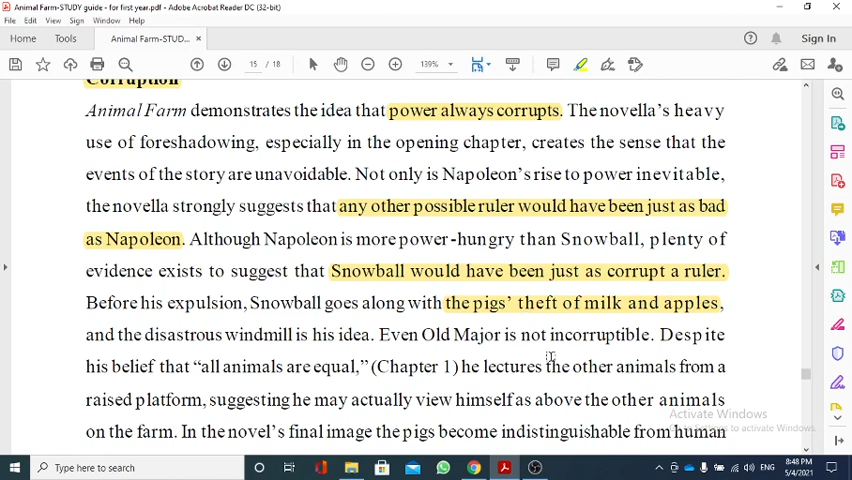 Animal Farm-STUDY guide - for first year.pdf - Adobe Acrobat Reader DC (32-bit)
File Edit View Sign Window Help
Home Tools Animal Farm-STUD... × Sign In
15 / 18 139%
Corruption
Animal Farm demonstrates the idea that power always corrupts. The novella's heavy
use of foreshadowing, especially in the opening chapter, creates the sense that the
events of the story are unavoidable. Not only is Napoleon's rise to power inevitable,
the novella strongly suggests that any other possible ruler would have been just as bad
as Napoleon. Although Napoleon is more power-hungry than Snowball, plenty of
evidence exists to suggest that Snowball would have been just as corrupt a ruler.
Before his expulsion, Snowball goes along with the pigs' theft of milk and apples,
and the disastrous windmill is his idea. Even Old Major is not incorruptible. Despite
his belief that "all animals are equal," (Chapter 1) he lectures the other animals from a
raised platform, suggesting he may actually view himself as above the other animals
on the farm. In the novel's final image the pigs become indistinguishable from human
Activate Windows
Go to Settings to activate Windows.
Type here to search
ENG
8:48 PM
5/4/2021